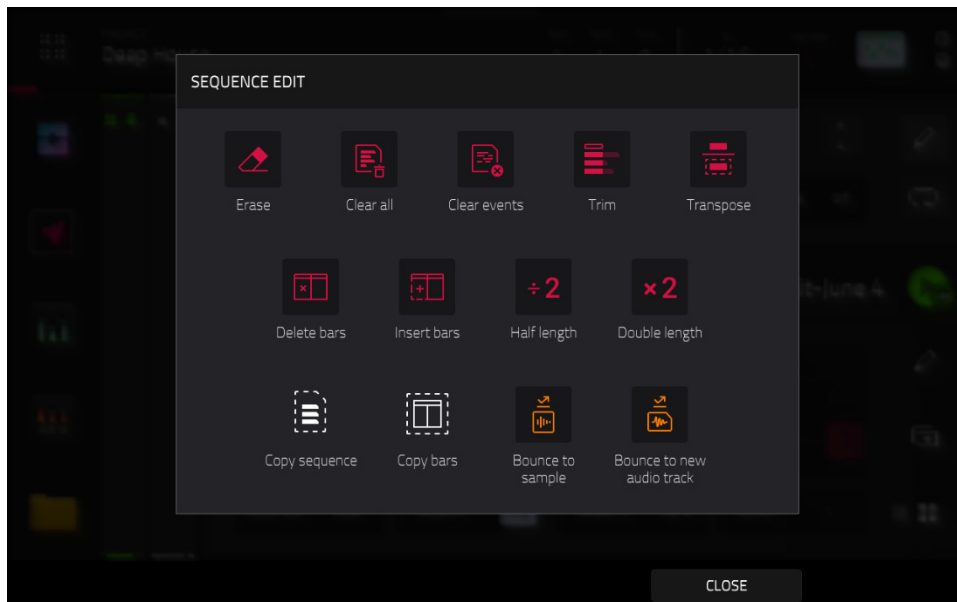 SEQUENCE EDIT
Erase
Clear all
Clear events
Trim
Transpose
Delete bars
Insert bars
÷2
Half length
×2
Double length
Copy sequence
Copy bars
Bounce to
sample
Bounce to new
audio track
CLOSE